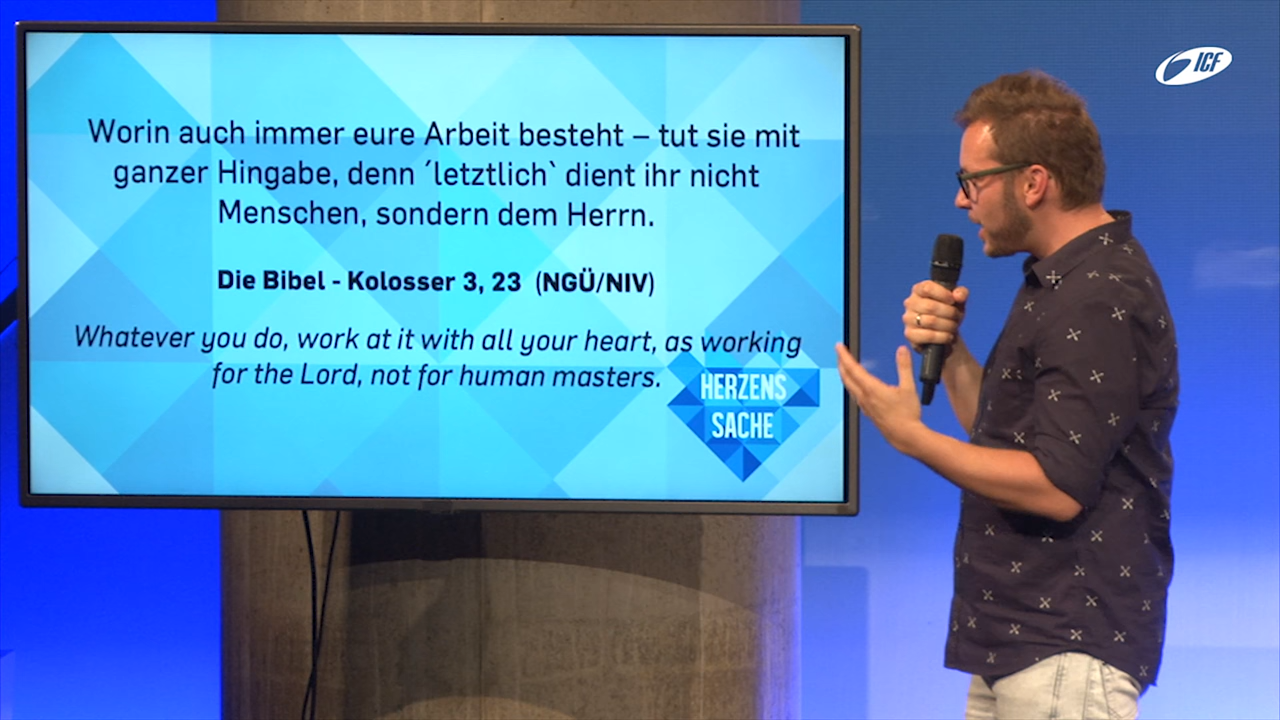 Worin auch immer eure Arbeit besteht – tut sie mit
ganzer Hingabe, denn ´letztlich` dient ihr nicht
Menschen, sondern dem Herrn.
Die Bibel - Kolosser 3, 23 (NGÜ/NIV)
Whatever you do, work at it with all your heart, as working
for the Lord, not for human masters.
HERZENS
SACHE
ICF